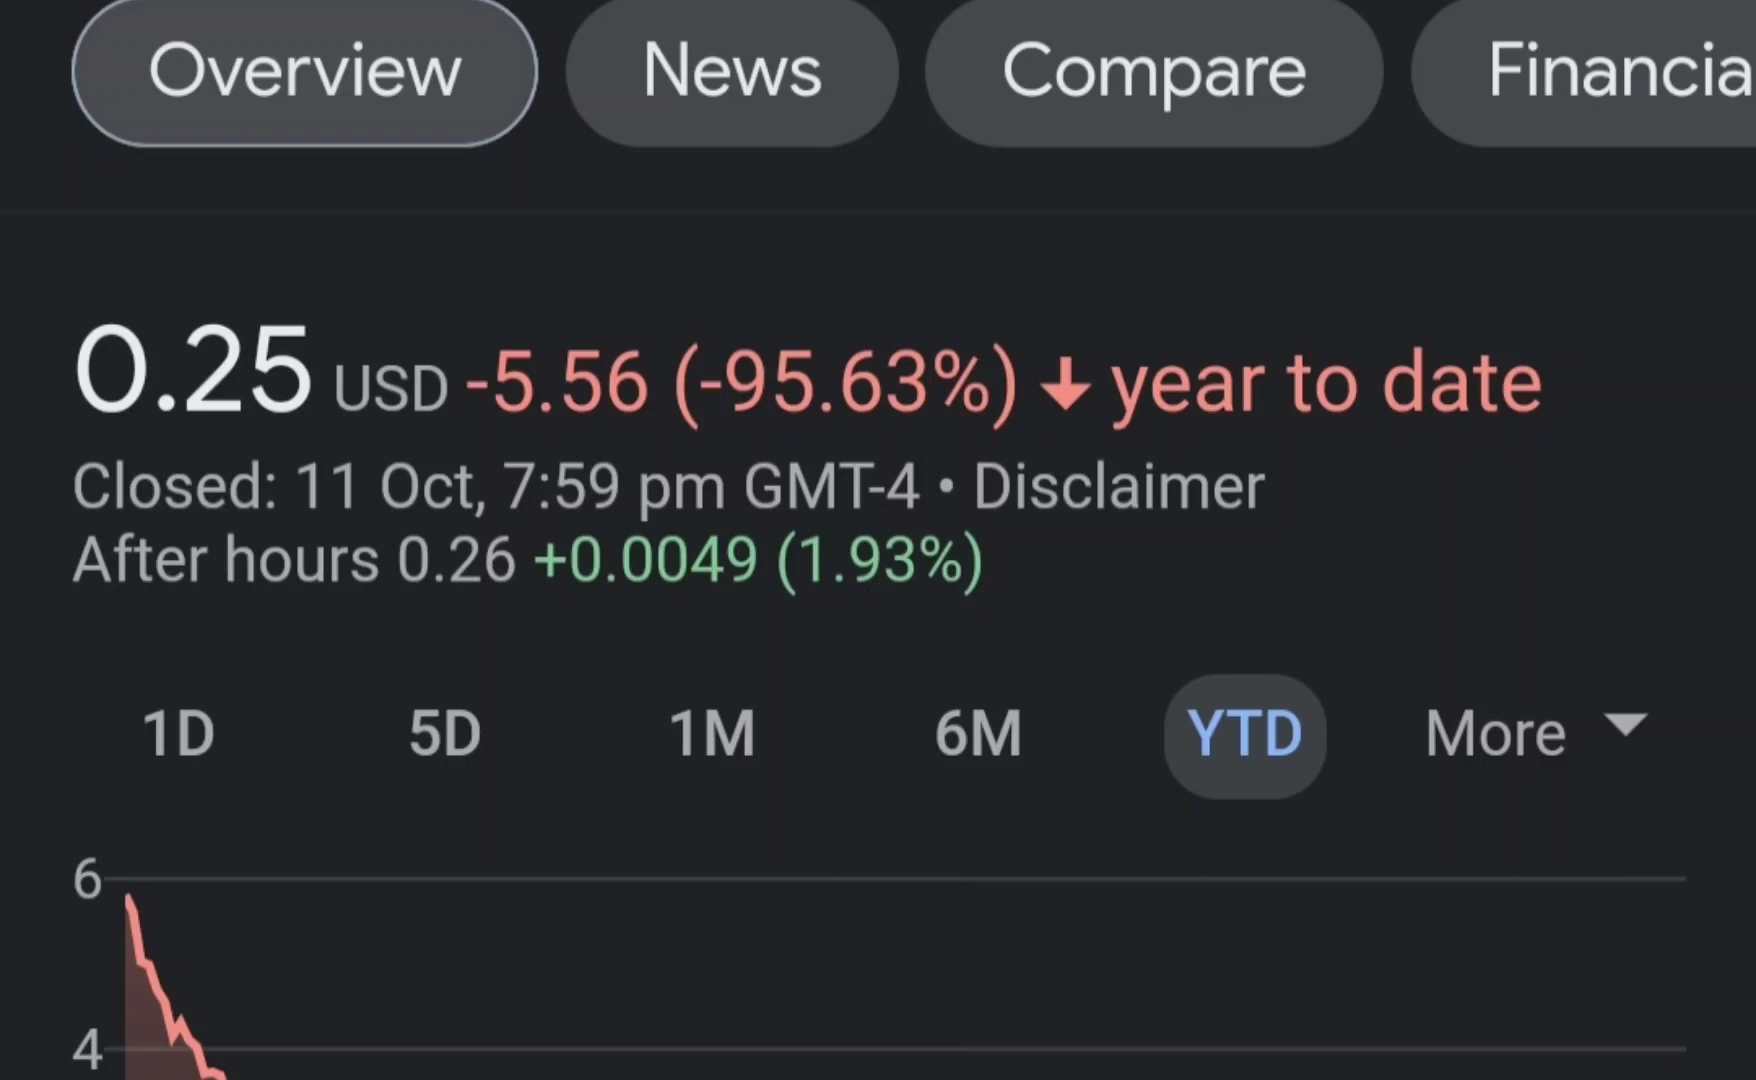 Overview News Compare Financia
0.25 USD -5.56 (-95.63%) ↓ year to date
Closed: 11 Oct, 7:59 pm GMT-4 • Disclaimer
After hours 0.26 +0.0049 (1.93%)
1D 5D 1M 6M YTD More
6
4